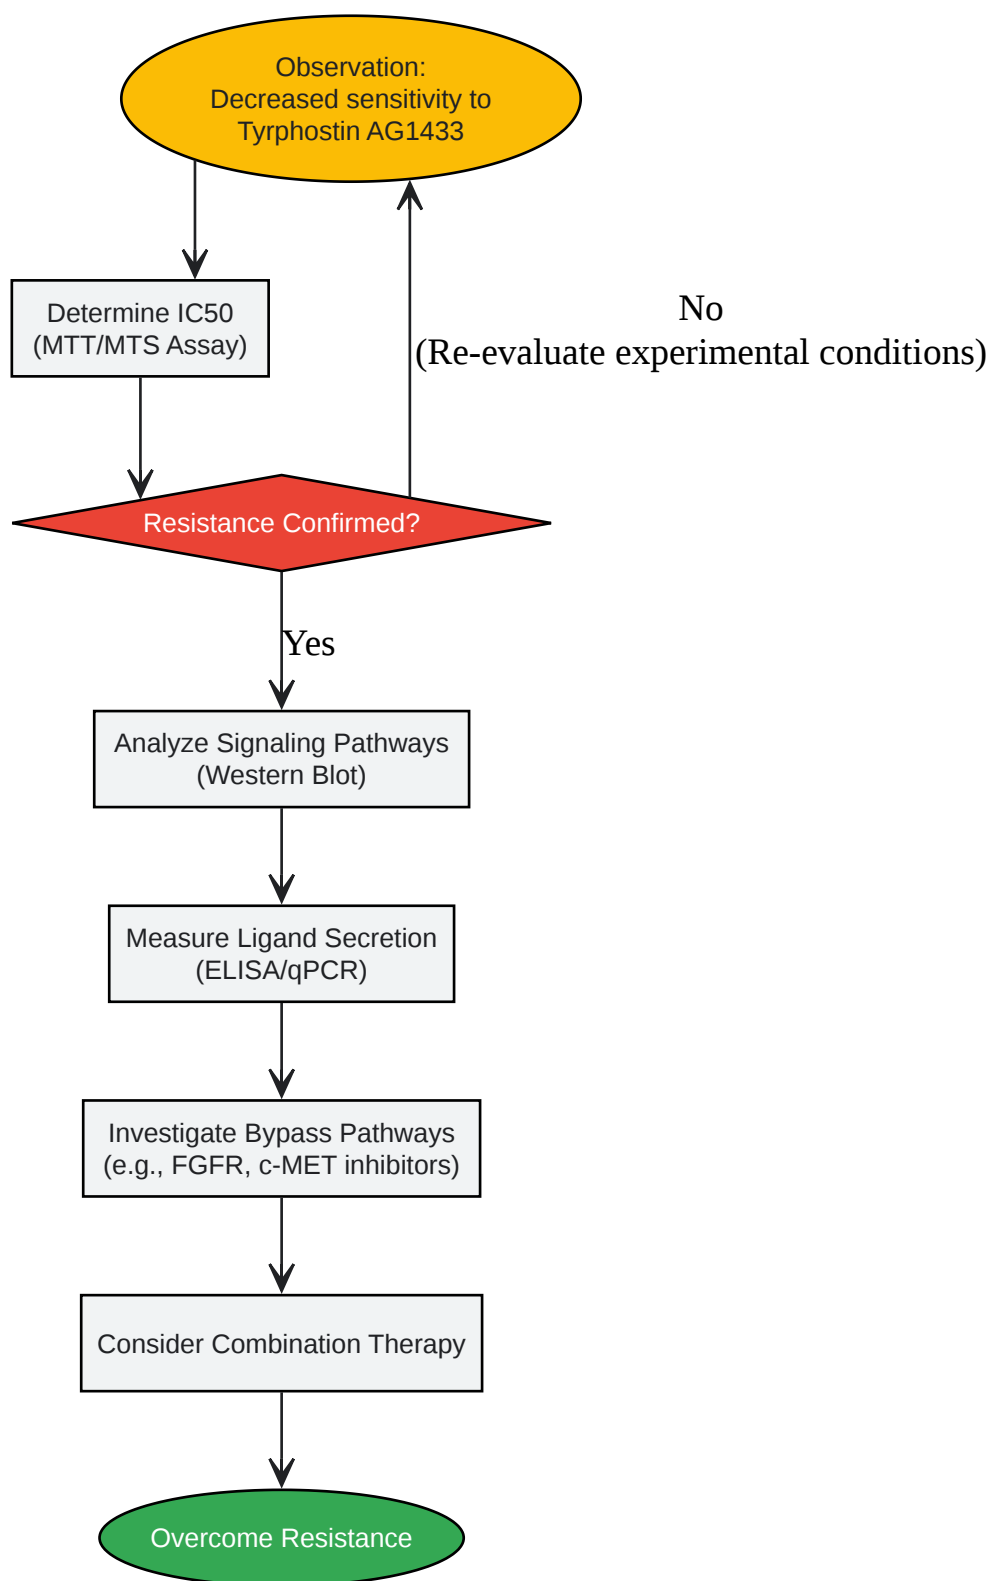 Observation:
Decreased sensitivity to
Tyrphostin AG1433
Determine IC50
(MTT/MTS Assay)
No
(Re-evaluate experimental conditions)
Resistance Confirmed?
Yes
Analyze Signaling Pathways
(Western Blot)
Measure Ligand Secretion
(ELISA/qPCR)
Investigate Bypass Pathways
(e.g., FGFR, c-MET inhibitors)
Consider Combination Therapy
Overcome Resistance